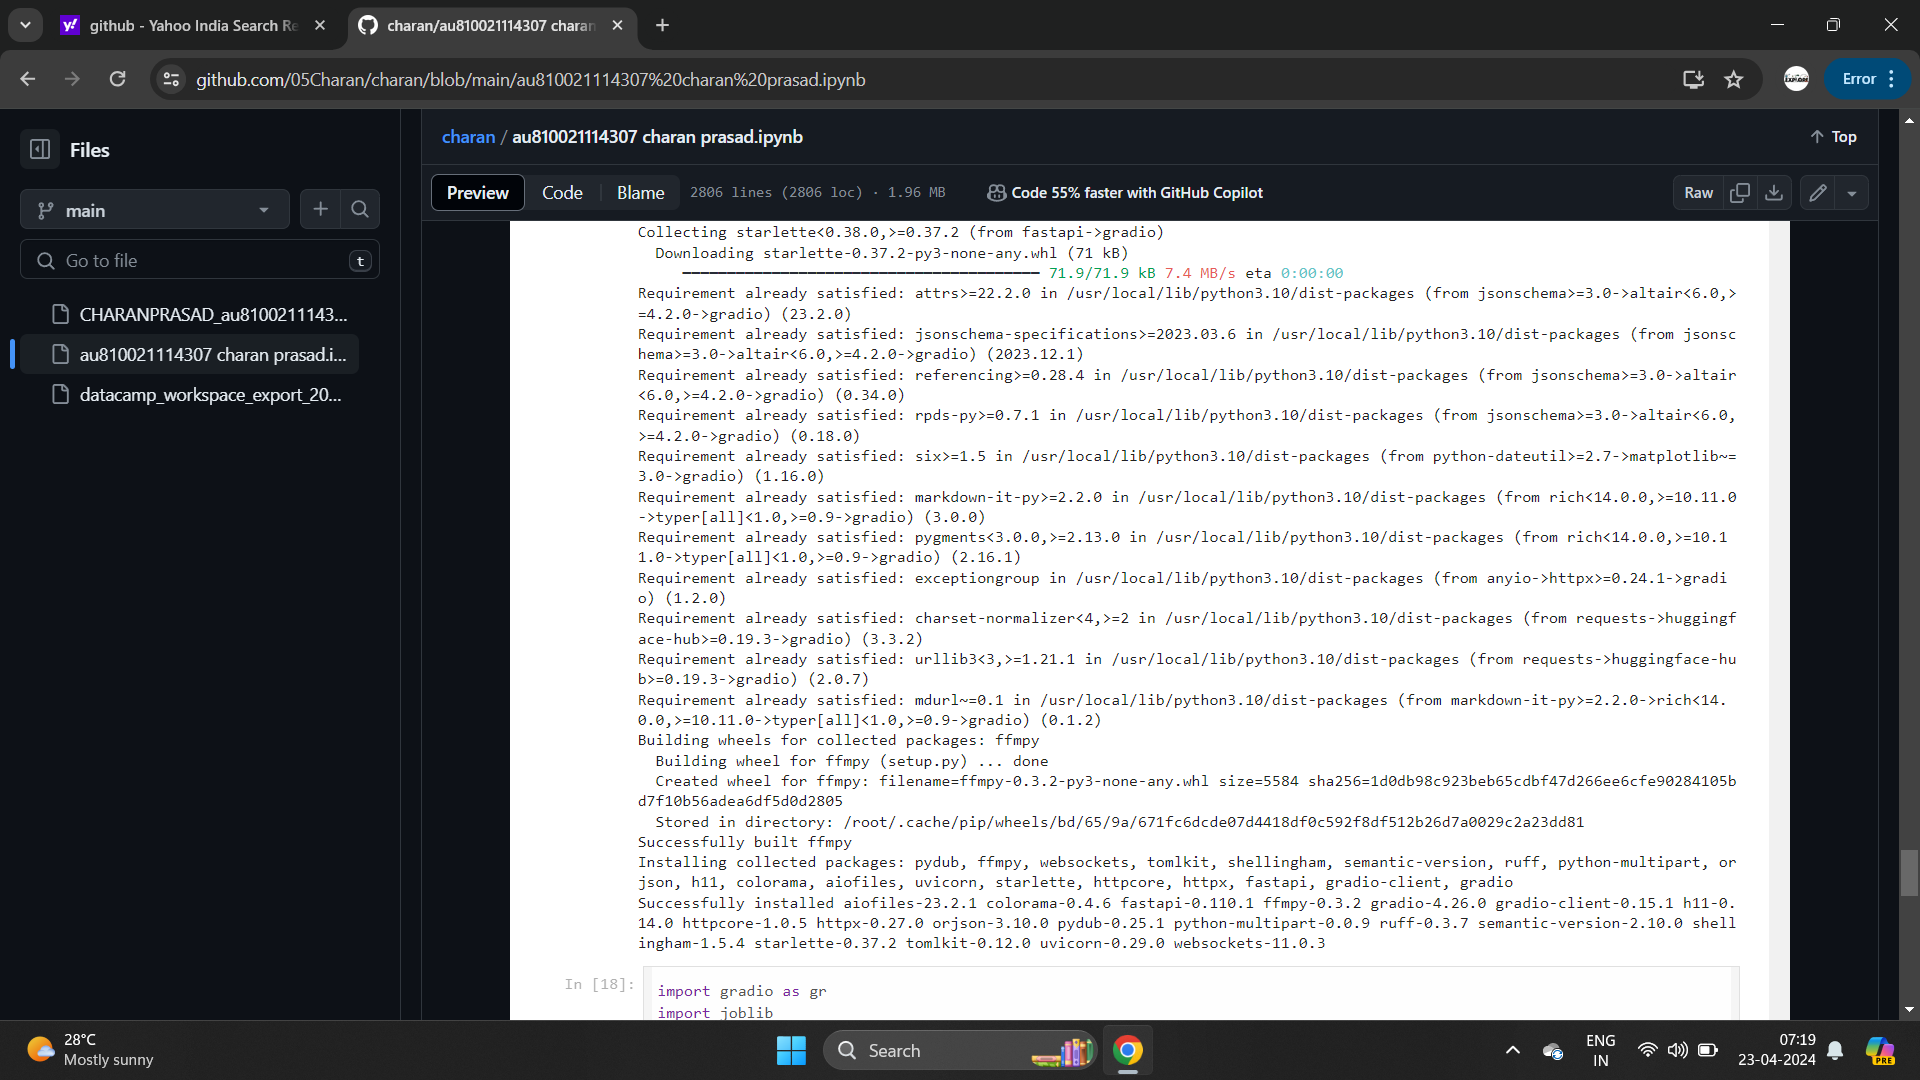 github - Yahoo India Search Re
charan/au810021114307 charan
github.com/05Charan/charan/blob/main/au810021114307%20charan%20prasad.ipynb
Error
Files
main
Go to file
t
CHARANPRASAD_au8100211143...
au810021114307 charan prasad.i...
datacamp_workspace_export_20...
charan / au810021114307 charan prasad.ipynb
Top
Preview Code Blame 2806 lines (2806 loc) · 1.96 MB Code 55% faster with GitHub Copilot Raw
Collecting starlette<0.38.0,>=0.37.2 (from fastapi->gradio)
Downloading starlette-0.37.2-py3-none-any.whl (71 kB)
71.9/71.9 kB 7.4 MB/s eta 0:00:00
Requirement already satisfied: attrs>=22.2.0 in /usr/local/lib/python3.10/dist-packages (from jsonschema>=3.0->altair<6.0,>
=4.2.0->gradio) (23.2.0)
Requirement already satisfied: jsonschema-specifications>=2023.03.6 in /usr/local/lib/python3.10/dist-packages (from jsonsc
hema>=3.0->altair<6.0,>=4.2.0->gradio) (2023.12.1)
Requirement already satisfied: referencing>=0.28.4 in /usr/local/lib/python3.10/dist-packages (from jsonschema>=3.0->altair
<6.0,>=4.2.0->gradio) (0.34.0)
Requirement already satisfied: rpds-py>=0.7.1 in /usr/local/lib/python3.10/dist-packages (from jsonschema>=3.0->altair<6.0,
>=4.2.0->gradio) (0.18.0)
Requirement already satisfied: six>=1.5 in /usr/local/lib/python3.10/dist-packages (from python-dateutil>=2.7->matplotlib~=
3.0->gradio) (1.16.0)
Requirement already satisfied: markdown-it-py>=2.2.0 in /usr/local/lib/python3.10/dist-packages (from rich<14.0.0,>=10.11.0
->typer[all]<1.0,>=0.9->gradio) (3.0.0)
Requirement already satisfied: pygments<3.0.0,>=2.13.0 in /usr/local/lib/python3.10/dist-packages (from rich<14.0.0,>=10.1
1.0->typer[all]<1.0,>=0.9->gradio) (2.16.1)
Requirement already satisfied: exceptiongroup in /usr/local/lib/python3.10/dist-packages (from anyio->httpx>=0.24.1->gradi
o) (1.2.0)
Requirement already satisfied: charset-normalizer<4,>=2 in /usr/local/lib/python3.10/dist-packages (from requests->huggingf
ace-hub>=0.19.3->gradio) (3.3.2)
Requirement already satisfied: urllib3<3,>=1.21.1 in /usr/local/lib/python3.10/dist-packages (from requests->huggingface-hu
b>=0.19.3->gradio) (2.0.7)
Requirement already satisfied: mdurl~=0.1 in /usr/local/lib/python3.10/dist-packages (from markdown-it-py>=2.2.0->rich<14.
0.0,>=10.11.0->typer[all]<1.0,>=0.9->gradio) (0.1.2)
Building wheels for collected packages: ffmpy
Building wheel for ffmpy (setup.py) ... done
Created wheel for ffmpy: filename=ffmpy-0.3.2-py3-none-any.whl size=5584 sha256=1d0db98c923beb65cdbf47d266ee6cfe90284105b
d7f10b56adea6df5d0d2805
Stored in directory: /root/.cache/pip/wheels/bd/65/9a/671fc6dcde07d4418df0c592f8df512b26d7a0029c2a23dd81
Successfully built ffmpy
Installing collected packages: pydub, ffmpy, websockets, tomlkit, shellingham, semantic-version, ruff, python-multipart, or
json, h11, colorama, aiofiles, uvicorn, starlette, httpcore, httpx, fastapi, gradio-client, gradio
Successfully installed aiofiles-23.2.1 colorama-0.4.6 fastapi-0.110.1 ffmpy-0.3.2 gradio-4.26.0 gradio-client-0.15.1 h11-0.
14.0 httpcore-1.0.5 httpx-0.27.0 orjson-3.10.0 pydub-0.25.1 python-multipart-0.0.9 ruff-0.3.7 semantic-version-2.10.0 shell
ingham-1.5.4 starlette-0.37.2 tomlkit-0.12.0 uvicorn-0.29.0 websockets-11.0.3
In [18]:
import gradio as gr
import joblib
28°C
Mostly sunny
Search
ENG
IN
07:19
23-04-2024
PRE